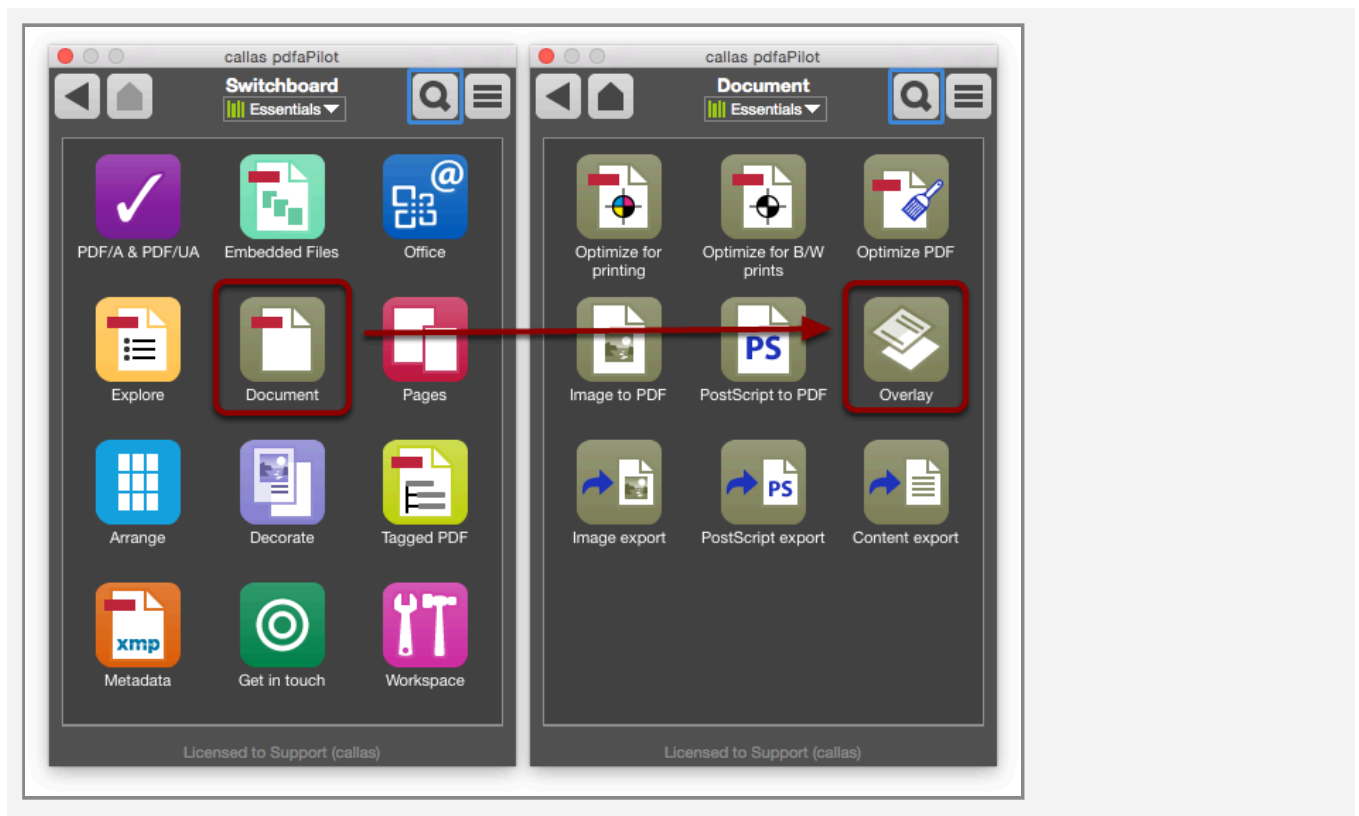 callas pdfaPilot
Switchboard
Essentials
@
PDF/A & PDF/UA
Embedded Files
Office
Explore
Document
Pages
Arrange
Decorate
Tagged PDF
xmp
Metadata
Get in touch
Workspace
Licensed to Support (callas)
callas pdfaPilot
Document
Essentials
Optimize for
printing
Optimize for B/W
prints
Optimize PDF
PS
Image to PDF
PostScript to PDF
Overlay
PS
Image export
PostScript export
Content export
Licensed to Support (callas)